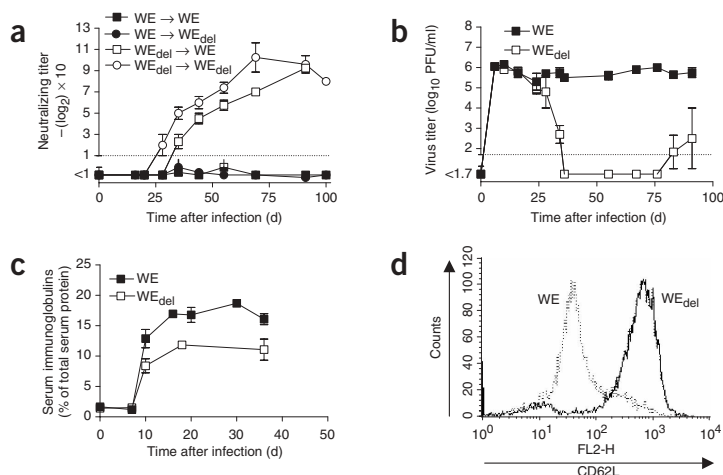 a
WE → WE
WE → WEdel
WEdel → WE
WEdel → WEdel
Neutralizing titer
–(log2) × 10
13
11
9
7
5
3
1
<1
0 20 40 60 80 100
Time after infection (d)
b
WE
WEdel
Virus titer (log10 PFU/ml)
8
6
4
2
<1.7
0 25 50 75 100
Time after infection (d)
c
WE
WEdel
Serum immunoglobulins
(% of total serum protein)
25
20
15
10
5
0
0 10 20 30 40 50
Time after infection (d)
d
WE
WEdel
Counts
120
100
80
60
40
20
0
10^0 10^1 10^2 10^3 10^4
FL2-H
CD62L